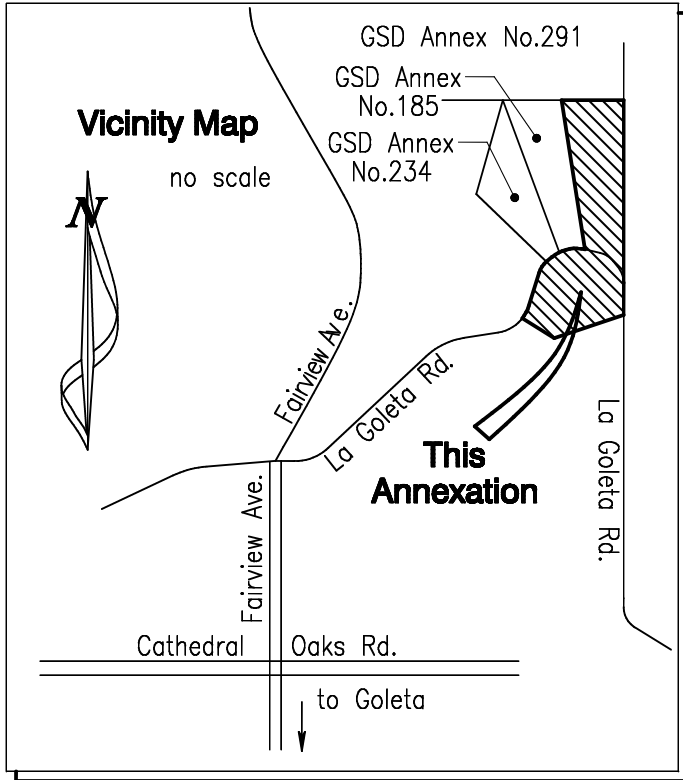 GSD Annex No.291
GSD Annex
No.185
GSD Annex
No.234
Vicinity Map
no scale
N
Fairview Ave.
La Goleta Rd.
This
Annexation
La Goleta Rd.
Fairview Ave.
Cathedral Oaks Rd.
to Goleta